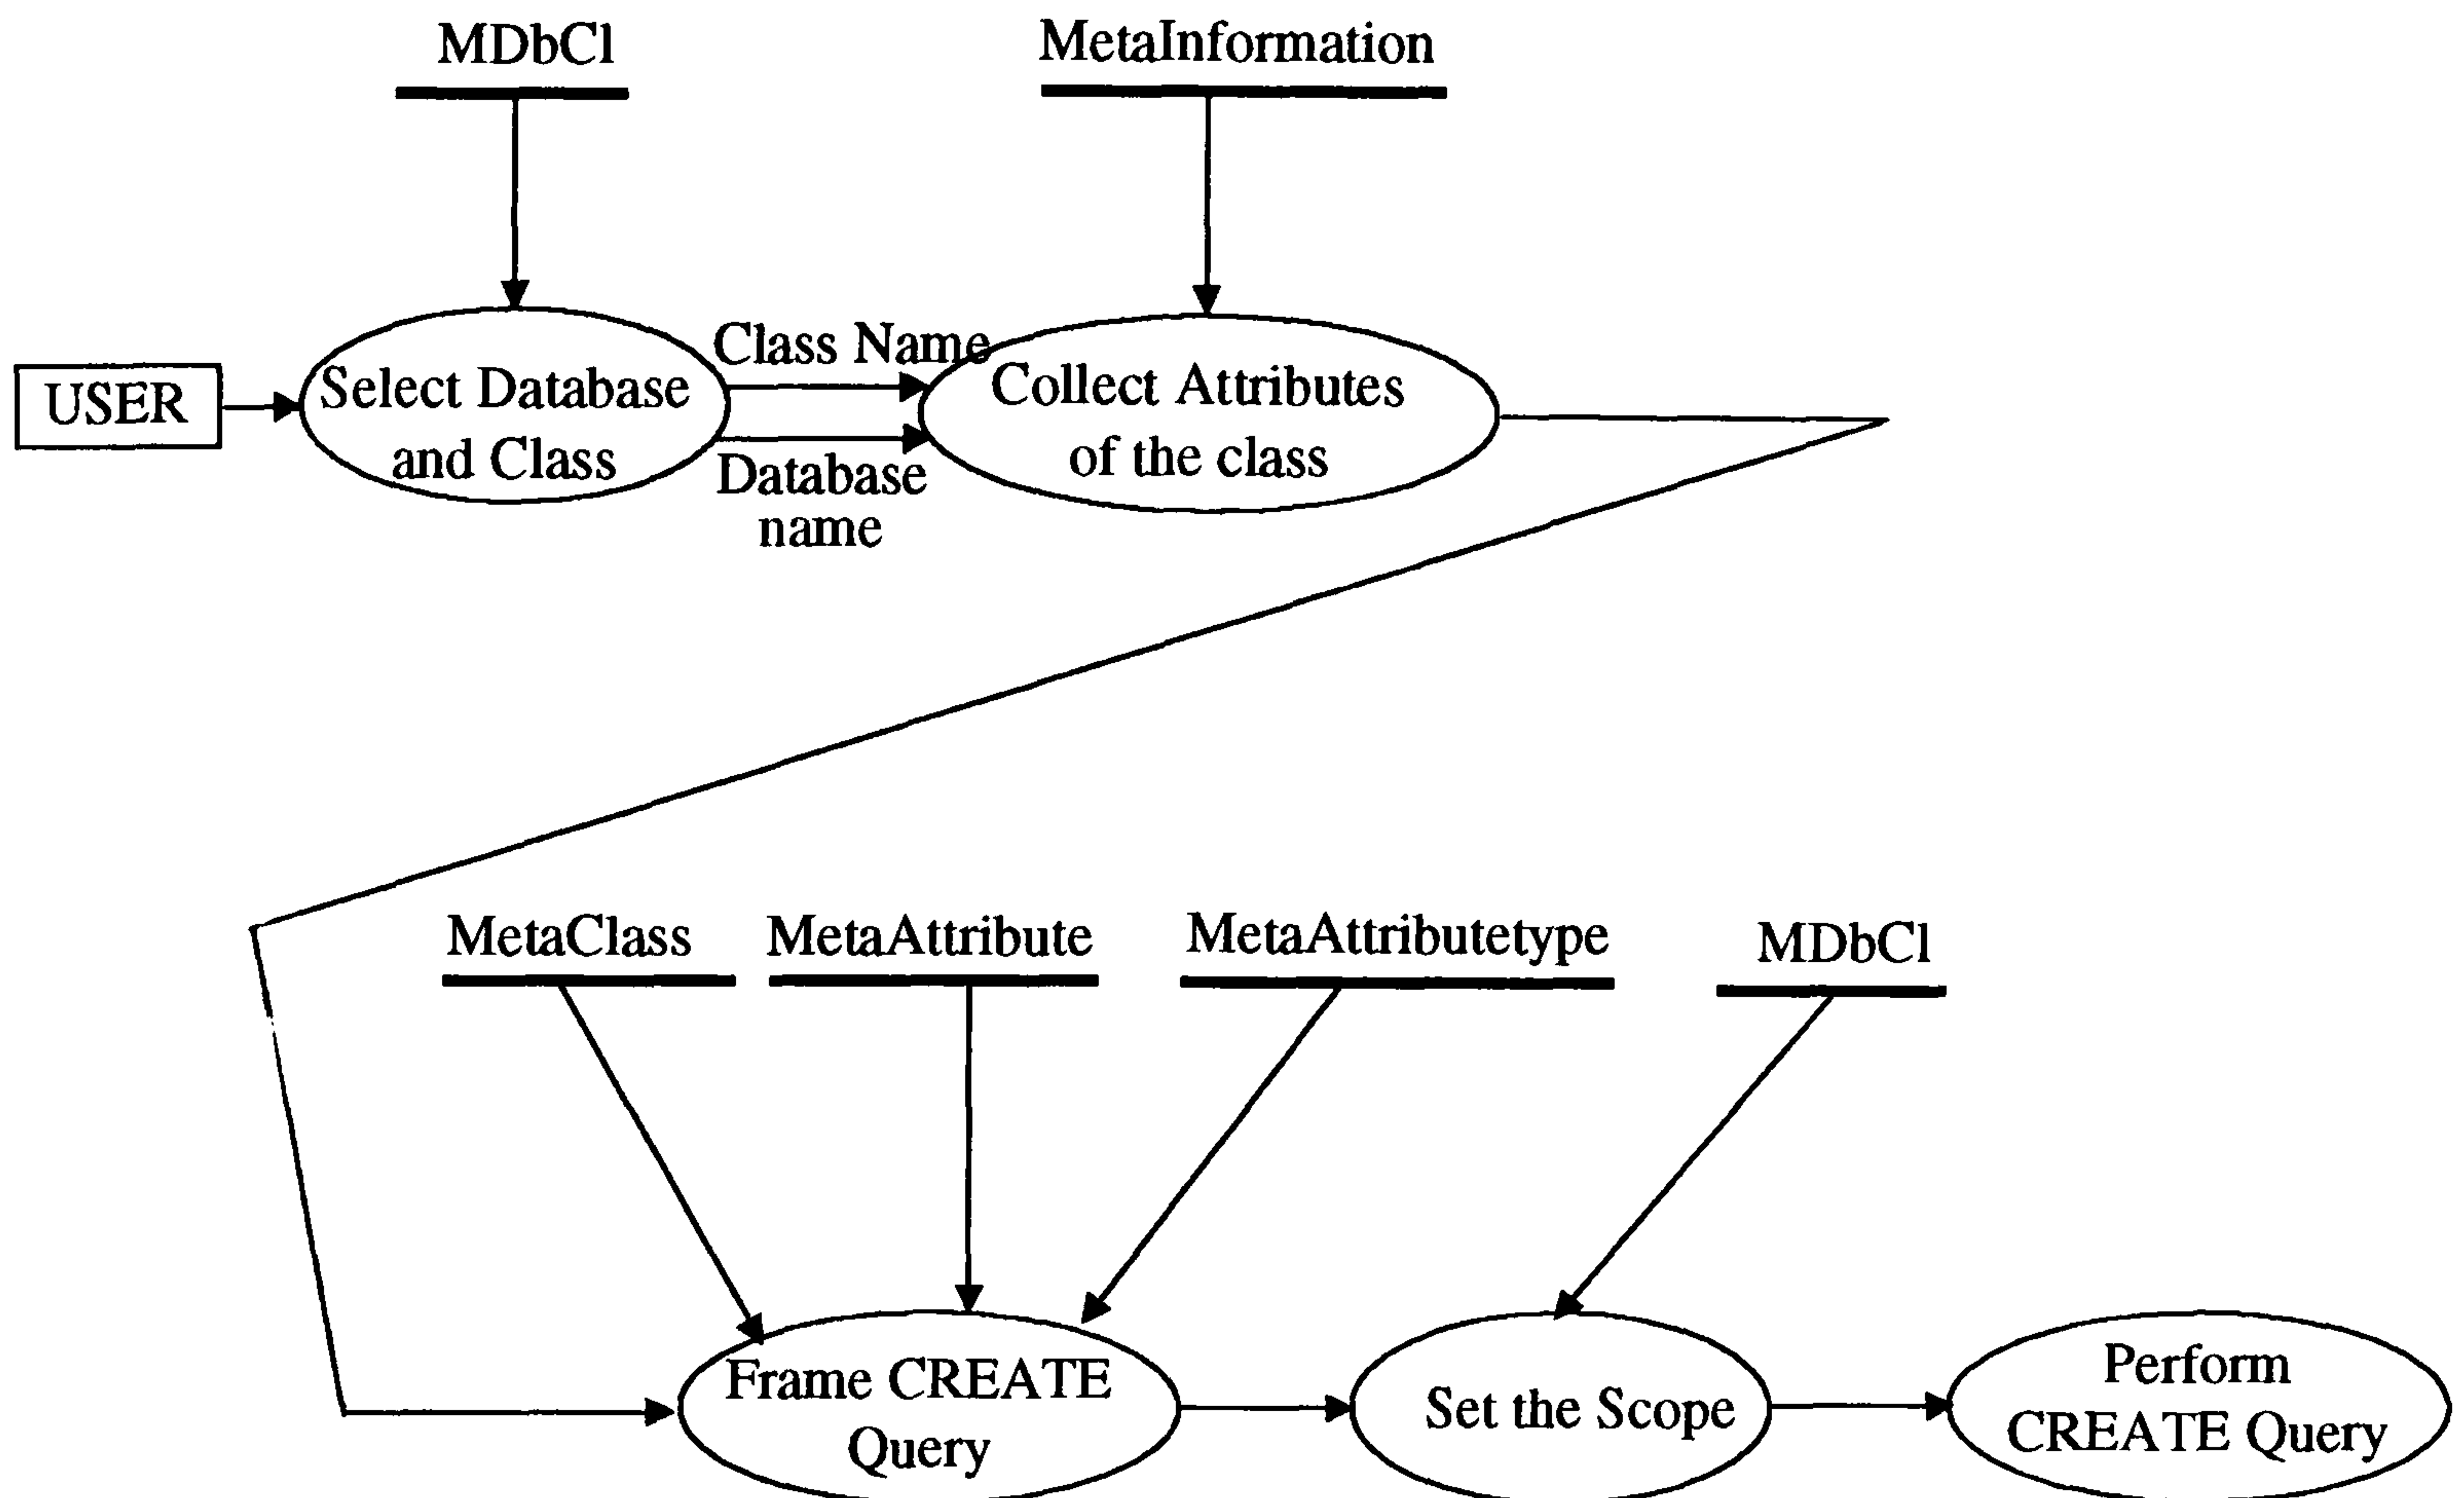 MDbCl
MetaInformation
USER
Select Database
and Class
Class Name
Database
name
Collect Attributes
of the class
MetaClass
MetaAttribute
MetaAttributetype
MDbCl
Frame CREATE
Query
Set the Scope
Perform
CREATE Query